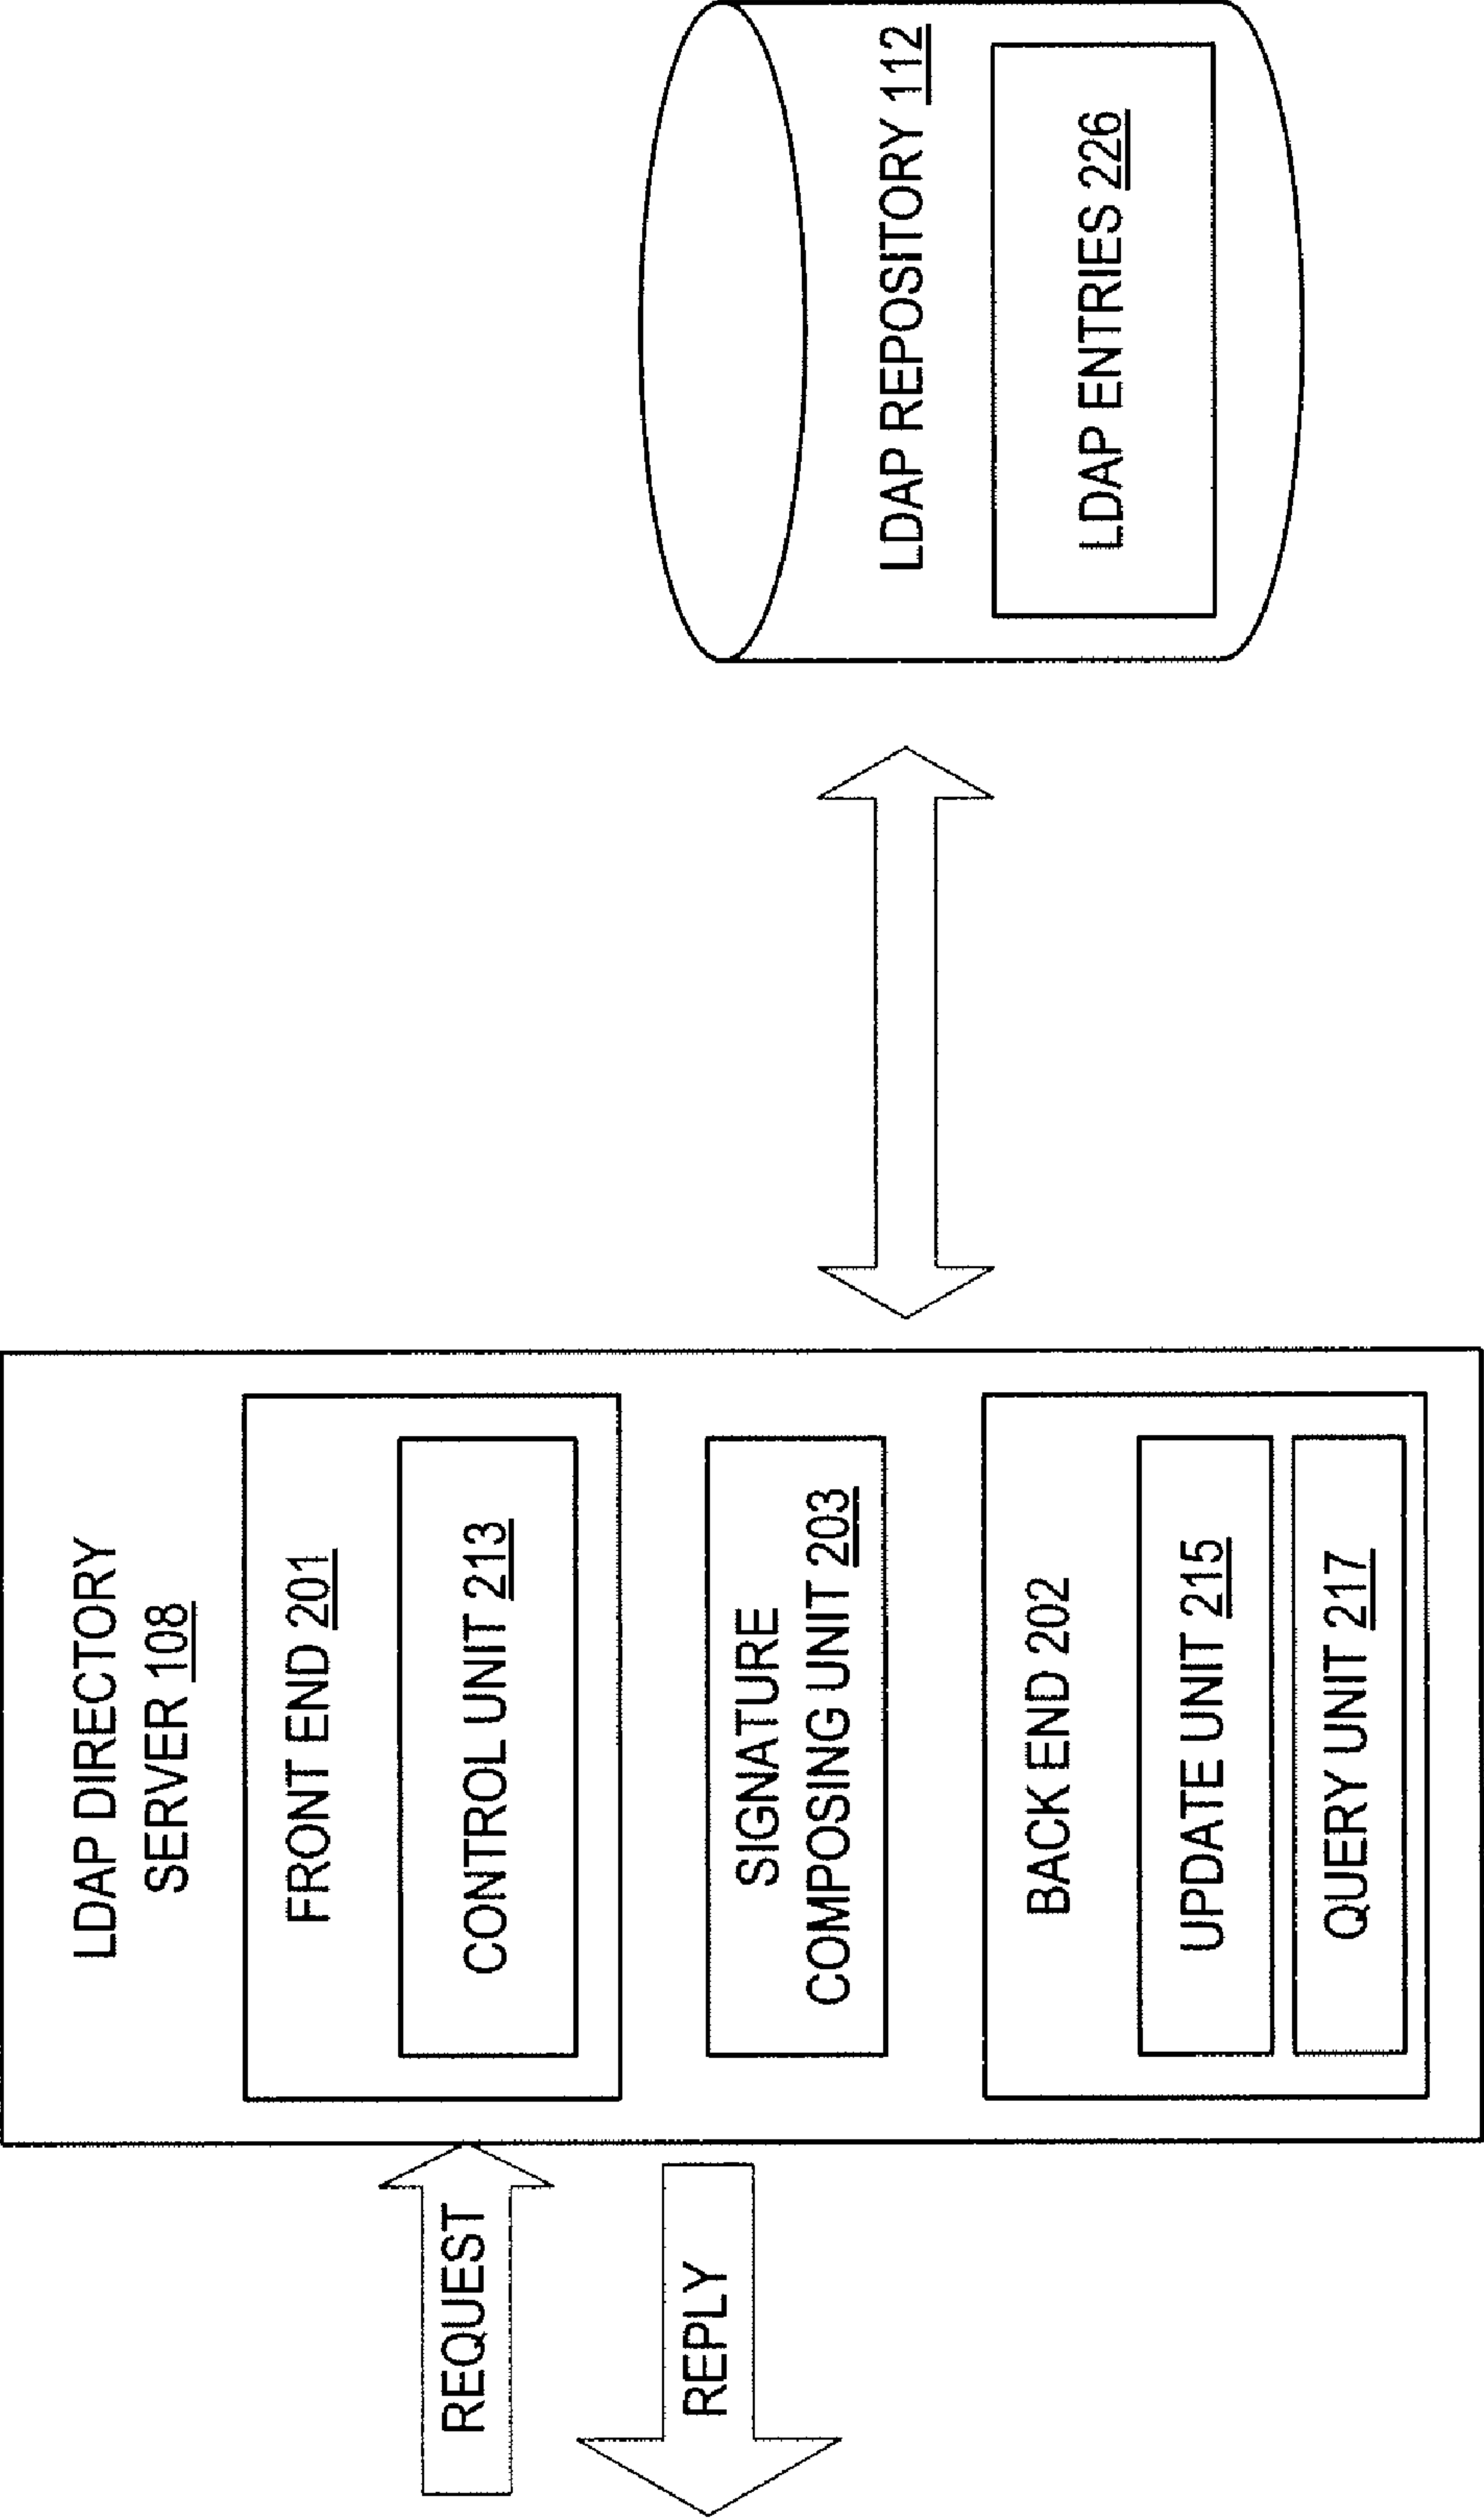 REQUEST
REPLY
LDAP DIRECTORY
SERVER 108
FRONT END 201
CONTROL UNIT 213
SIGNATURE
COMPOSING UNIT 203
BACK END 202
UPDATE UNIT 215
QUERY UNIT 217
LDAP REPOSITORY 112
LDAP ENTRIES 226